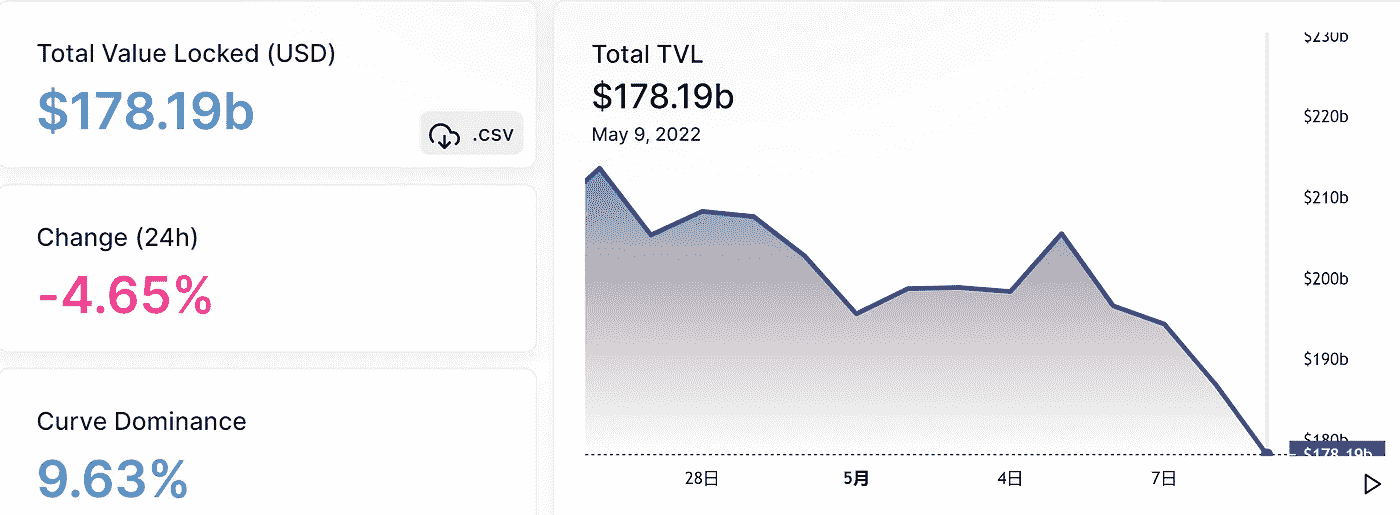 Total Value Locked (USD)
$178.19b
.csv
Change (24h)
-4.65%
Curve Dominance
9.63%
Total TVL
$178.19b
May 9, 2022
$230b
$220b
$210b
$200b
$190b
$180b
$178.19b
28日
5月
4日
7日